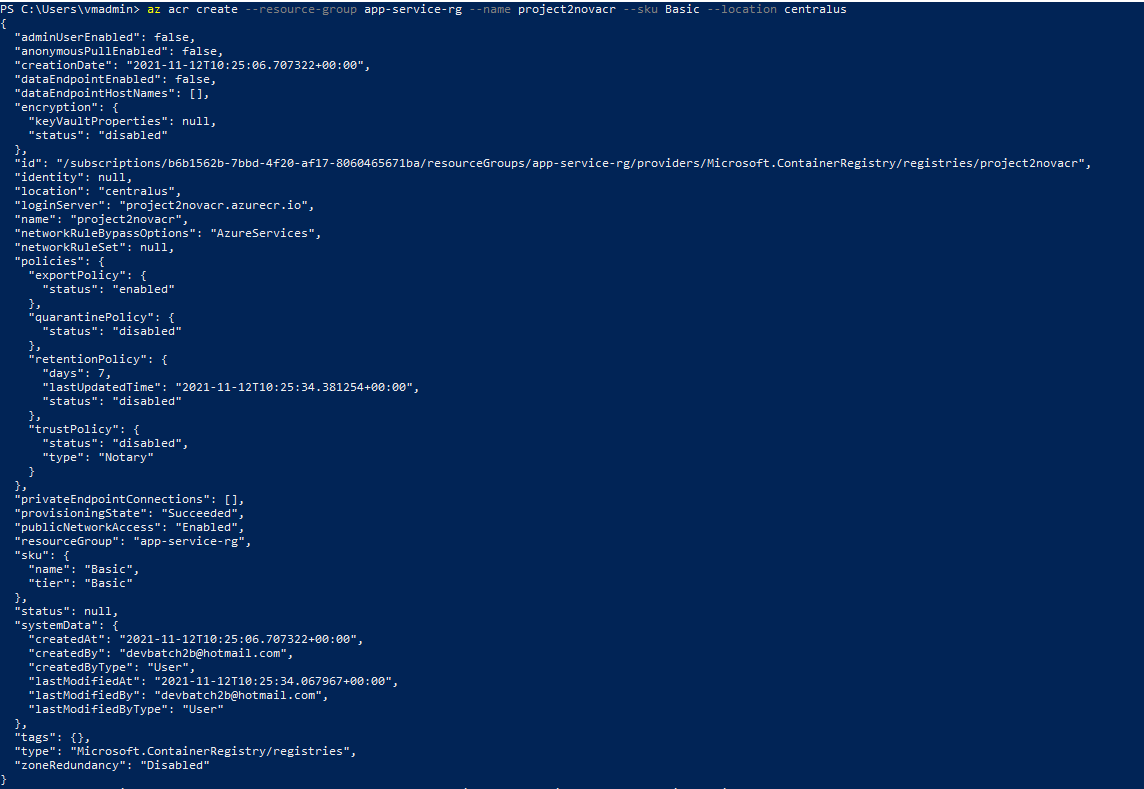 PS C:\Users\vmadmin> az acr create --resource-group app-service-rg --name project2novacr --sku Basic --location centralus
{
  "adminUserEnabled": false,
  "anonymousPullEnabled": false,
  "creationDate": "2021-11-12T10:25:06.707322+00:00",
  "dataEndpointEnabled": false,
  "dataEndpointHostNames": [],
  "encryption": {
    "keyVaultProperties": null,
    "status": "disabled"
  },
  "id": "/subscriptions/b6b1562b-7bbd-4f20-af17-8060465671ba/resourceGroups/app-service-rg/providers/Microsoft.ContainerRegistry/registries/project2novacr",
  "identity": null,
  "location": "centralus",
  "loginServer": "project2novacr.azurecr.io",
  "name": "project2novacr",
  "networkRuleBypassOptions": "AzureServices",
  "networkRuleSet": null,
  "policies": {
    "exportPolicy": {
      "status": "enabled"
    },
    "quarantinePolicy": {
      "status": "disabled"
    },
    "retentionPolicy": {
      "days": 7,
      "lastUpdatedTime": "2021-11-12T10:25:34.381254+00:00",
      "status": "disabled"
    },
    "trustPolicy": {
      "status": "disabled",
      "type": "Notary"
    }
  },
  "privateEndpointConnections": [],
  "provisioningState": "Succeeded",
  "publicNetworkAccess": "Enabled",
  "resourceGroup": "app-service-rg",
  "sku": {
    "name": "Basic",
    "tier": "Basic"
  },
  "status": null,
  "systemData": {
    "createdAt": "2021-11-12T10:25:06.707322+00:00",
    "createdBy": "devbatch2b@hotmail.com",
    "createdByType": "User",
    "lastModifiedAt": "2021-11-12T10:25:34.067967+00:00",
    "lastModifiedBy": "devbatch2b@hotmail.com",
    "lastModifiedByType": "User"
  },
  "tags": {},
  "type": "Microsoft.ContainerRegistry/registries",
  "zoneRedundancy": "Disabled"
}